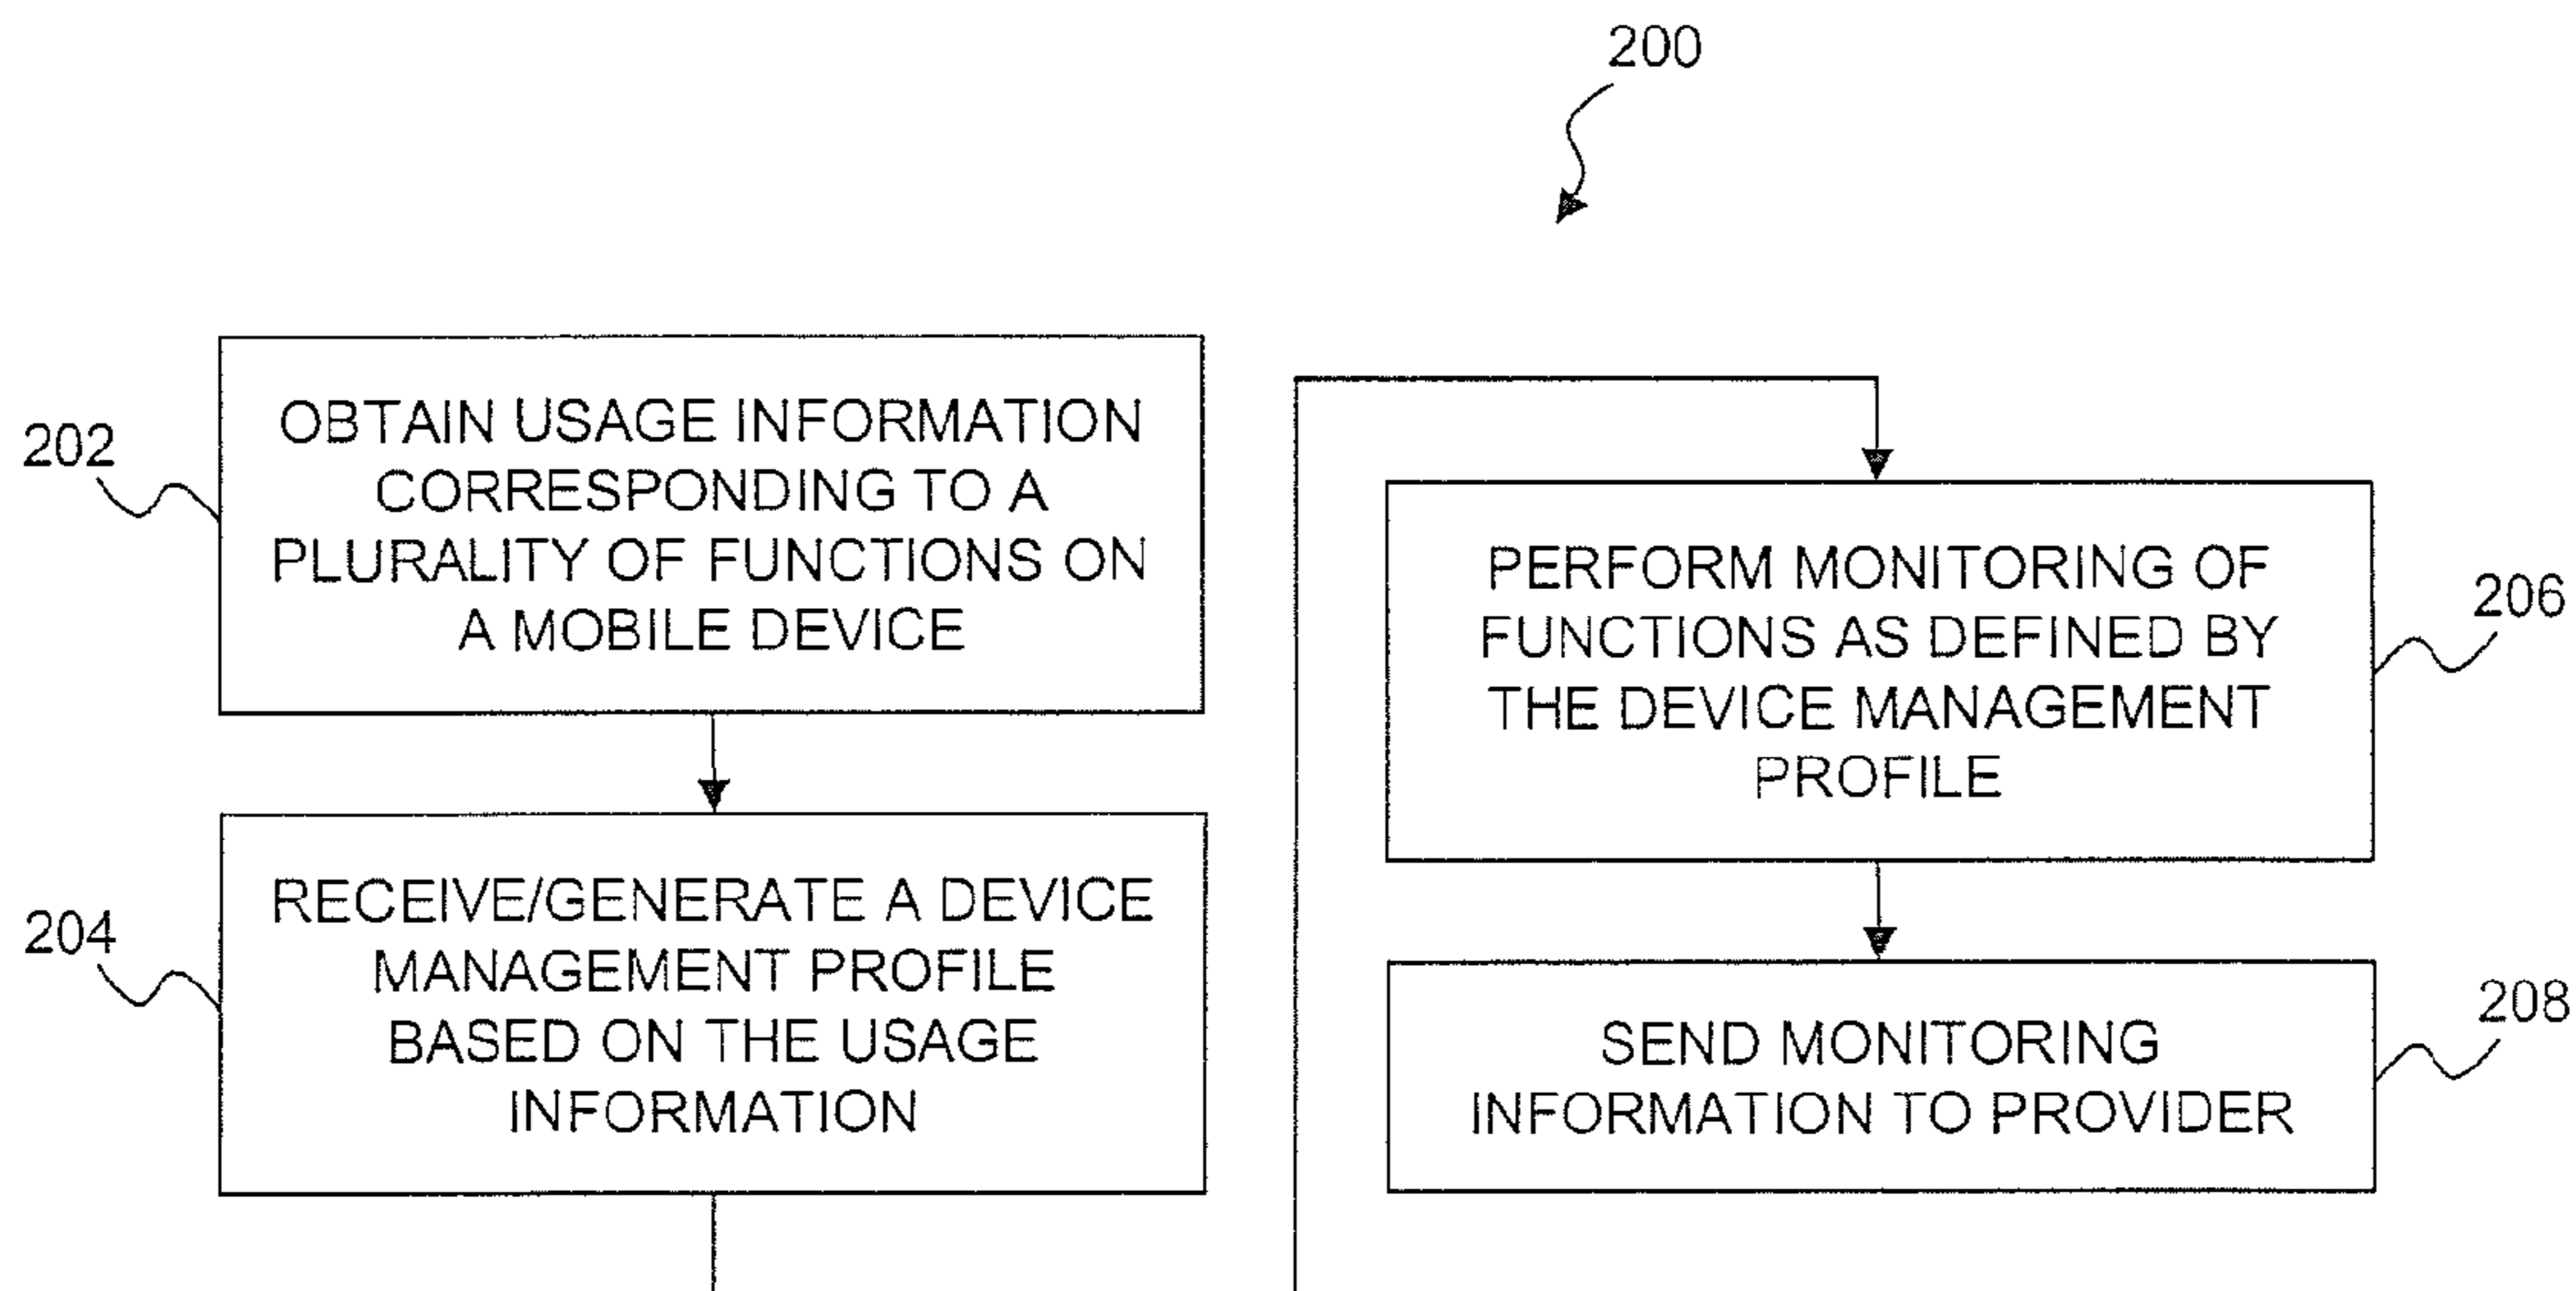 200
202
OBTAIN USAGE INFORMATION
CORRESPONDING TO A
PLURALITY OF FUNCTIONS ON
A MOBILE DEVICE
204
RECEIVE/GENERATE A DEVICE
MANAGEMENT PROFILE
BASED ON THE USAGE
INFORMATION
PERFORM MONITORING OF
FUNCTIONS AS DEFINED BY
THE DEVICE MANAGEMENT
PROFILE
206
SEND MONITORING
INFORMATION TO PROVIDER
208